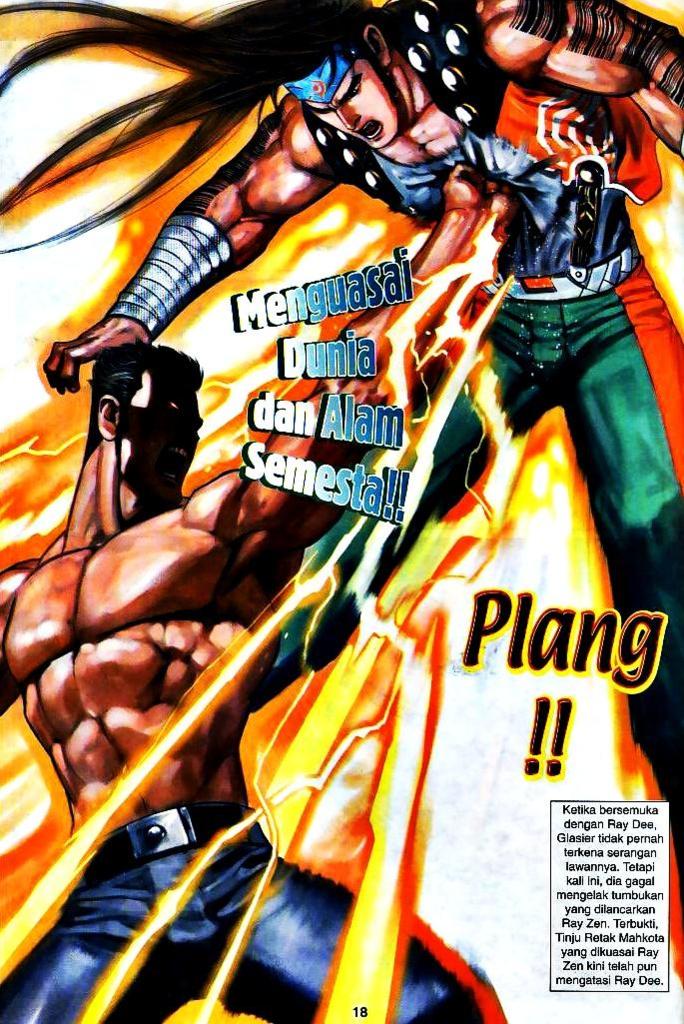 Menguasai
Dunia
dan Alam
Semesta!!
Plang
!!
Ketika bersemuka
dengan Ray Dee,
Glasier tidak pernah
terkena serangan
lawannya. Tetapi
kali ini, dia gagal
mengelak tumbukan
yang dilancarkan
Ray Zen. Terbukti,
Tinju Retak Mahkota
yang dikuasai Ray
Zen kini telah pun
mengatasi Ray Dee.
18